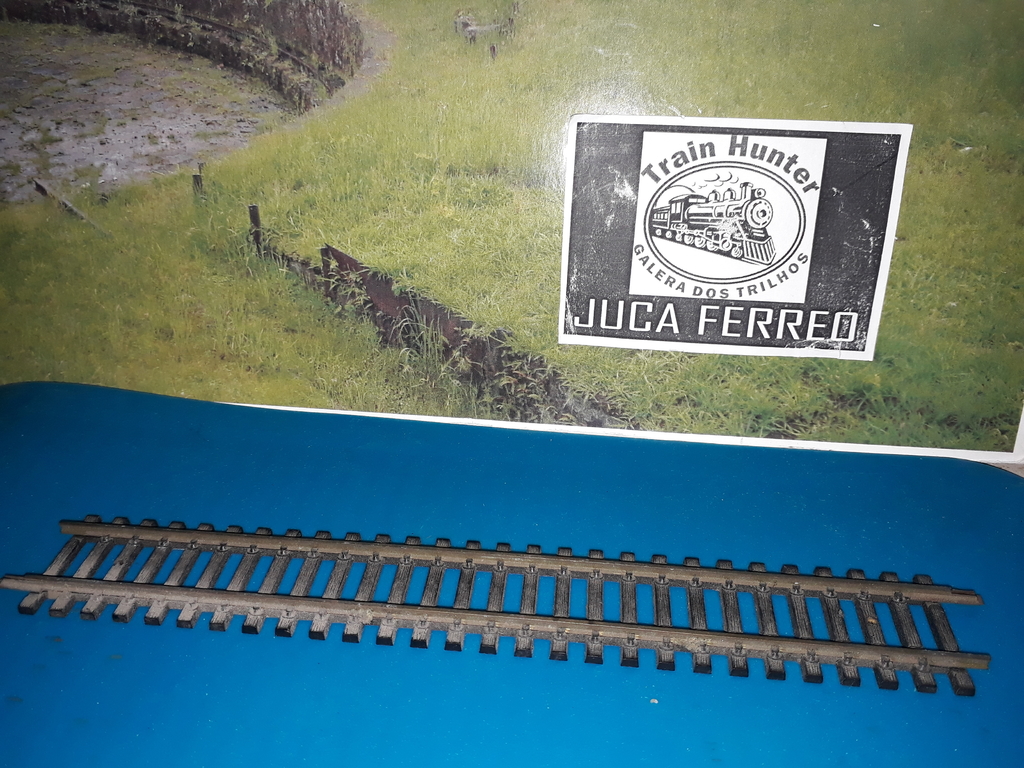 Train Hunter
GALERA DOS TRILHOS
JUCA FERREO